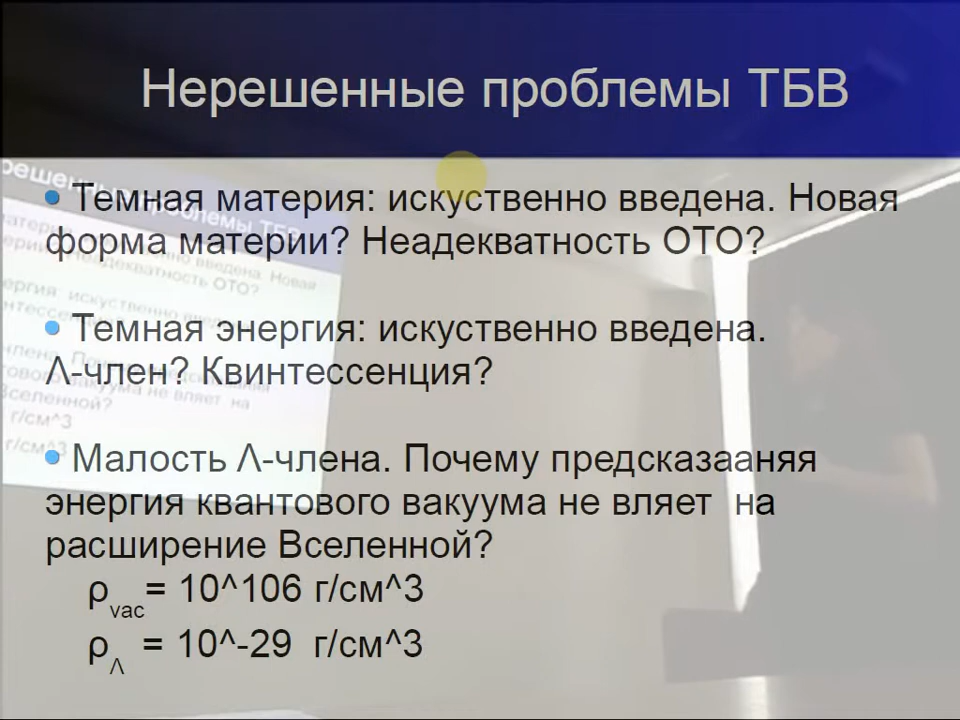 Нерешенные проблемы ТБВ
• Темная материя: искуственно введена. Новая
форма материи? Неадекватность ОТО?
• Темная энергия: искуственно введена.
Λ-член? Квинтессенция?
• Малость Λ-члена. Почему предсказааняя
энергия квантового вакуума не вляет на
расширение Вселенной?
ρvac= 10^106 г/см^3
ρΛ = 10^-29 г/см^3